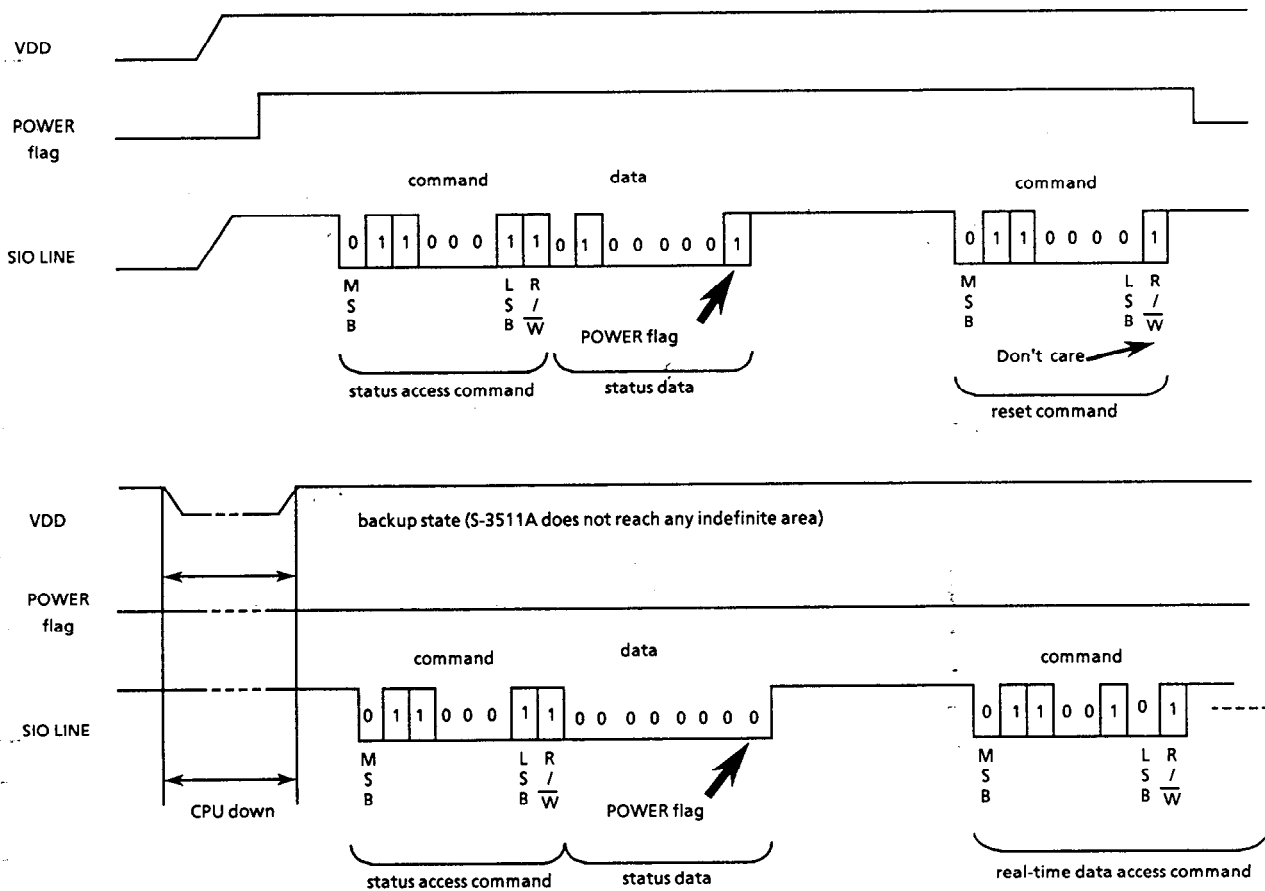 VDD
POWER
flag
command data command
SIO LINE
0 1 1 0 0 0 1 1 0 1 0 0 0 0 0 1
0 1 1 0 0 0 0 1
M
S
B
L
S
B
R
/
W
POWER flag
M
S
B
L
S
B
R
/
W
Don't care
status access command
status data
reset command
VDD
backup state (S-3511A does not reach any indefinite area)
POWER
flag
command data command
SIO LINE
0 1 1 0 0 0 1 1 0 0 0 0 0 0 0 0
0 1 1 0 0 1 0 1
M
S
B
L
S
B
R
/
W
POWER flag
M
S
B
L
S
B
R
/
W
CPU down
status access command
status data
real-time data access command